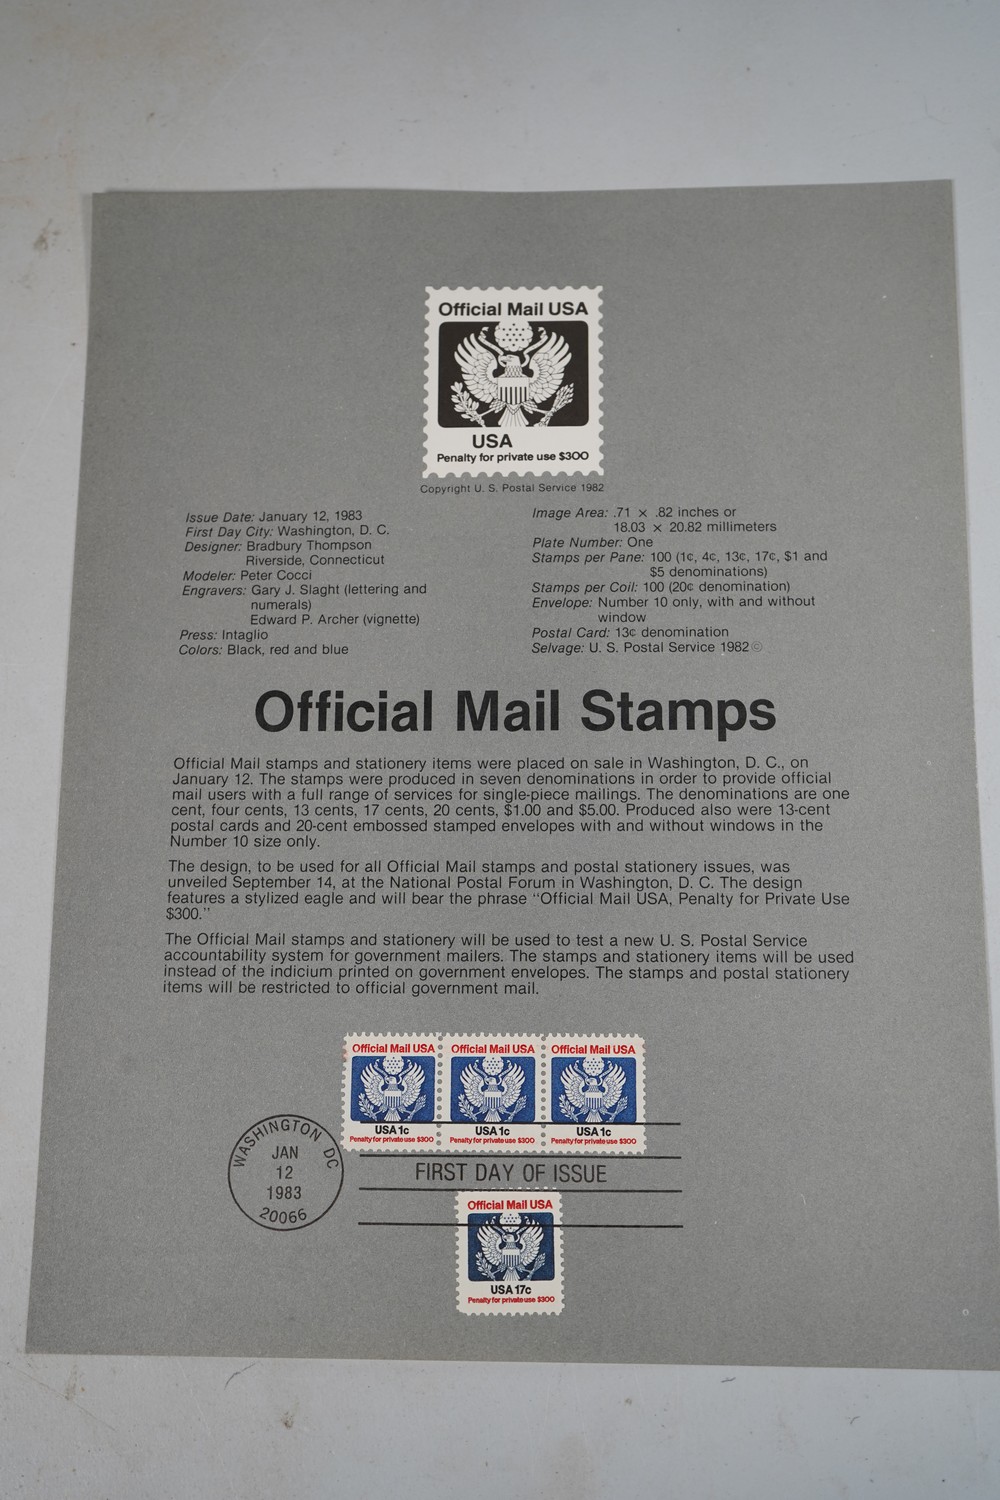 Official Mail USA
USA
Penalty for private use $300
Copyright U. S. Postal Service 1982
Issue Date: January 12, 1983
First Day City: Washington, D. C.
Designer: Bradbury Thompson
Riverside, Connecticut
Modeler: Peter Cocci
Engravers: Gary J. Slaght (lettering and
numerals)
Edward P. Archer (vignette)
Press: Intaglio
Colors: Black, red and blue
Image Area: .71 × .82 inches or
18.03 × 20.82 millimeters
Plate Number: One
Stamps per Pane: 100 (1¢, 4¢, 13¢, 17¢, $1 and
$5 denominations)
Stamps per Coil: 100 (20¢ denomination)
Envelope: Number 10 only, with and without
window
Postal Card: 13¢ denomination
Selvage: U. S. Postal Service 1982©
Official Mail Stamps
Official Mail stamps and stationery items were placed on sale in Washington, D. C., on
January 12. The stamps were produced in seven denominations in order to provide official
mail users with a full range of services for single-piece mailings. The denominations are one
cent, four cents, 13 cents, 17 cents, 20 cents, $1.00 and $5.00. Produced also were 13-cent
postal cards and 20-cent embossed stamped envelopes with and without windows in the
Number 10 size only.
The design, to be used for all Official Mail stamps and postal stationery issues, was
unveiled September 14, at the National Postal Forum in Washington, D. C. The design
features a stylized eagle and will bear the phrase “Official Mail USA, Penalty for Private Use
$300.”
The Official Mail stamps and stationery will be used to test a new U. S. Postal Service
accountability system for government mailers. The stamps and stationery items will be used
instead of the indicium printed on government envelopes. The stamps and postal stationery
items will be restricted to official government mail.
Official Mail USA Official Mail USA Official Mail USA
USA 1c USA 1c USA 1c
Penalty for private use $300 Penalty for private use $300 Penalty for private use $300
WASHINGTON DC
JAN
12
1983
20066
FIRST DAY OF ISSUE
Official Mail USA
USA 17c
Penalty for private use $300